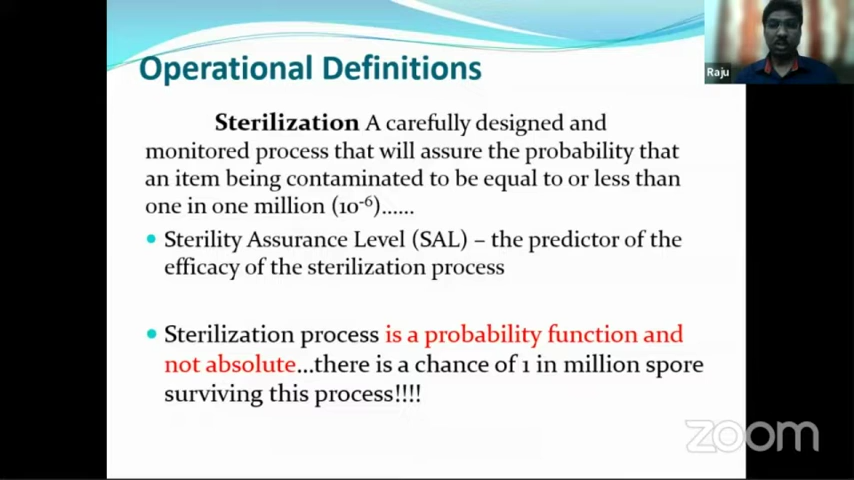 Operational Definitions
Raju
Sterilization A carefully designed and
monitored process that will assure the probability that
an item being contaminated to be equal to or less than
one in one million (10⁻⁶)......
• Sterility Assurance Level (SAL) – the predictor of the
efficacy of the sterilization process
• Sterilization process is a probability function and
not absolute...there is a chance of 1 in million spore
surviving this process!!!!
zoom